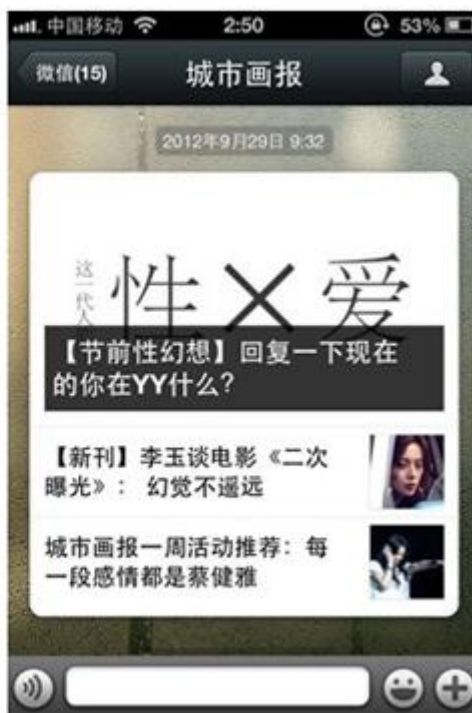 中国移动 2:50 53%
微信(15) 城市画报
2012年9月29日 9:32
这一代人
性×爱
【节前性幻想】回复一下现在
的你在YY什么?
【新刊】李玉谈电影《二次
曝光》: 幻觉不遥远
城市画报一周活动推荐: 每
一段感情都是蔡健雅